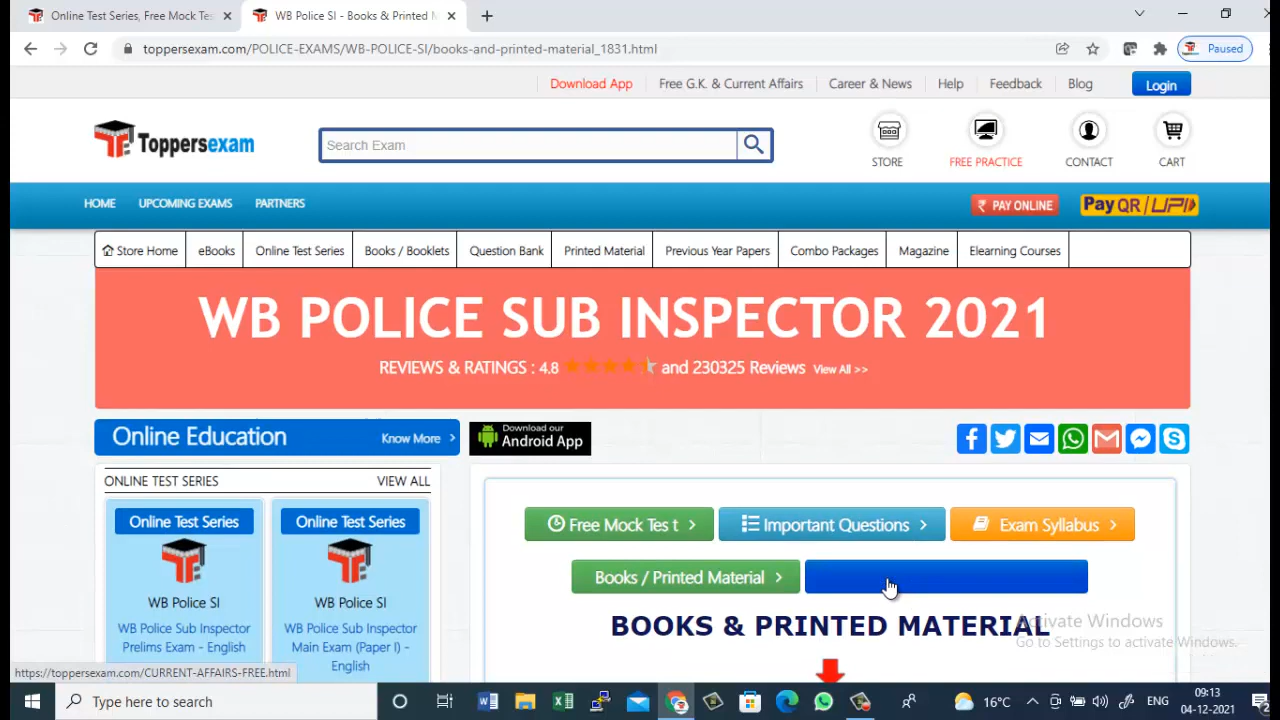 Online Test Series, Free Mock Tes
WB Police SI - Books & Printed M
toppersexam.com/POLICE-EXAMS/WB-POLICE-SI/books-and-printed-material_1831.html
Paused
Download App
Free G.K. & Current Affairs
Career & News
Help
Feedback
Blog
Login
Toppersexam
Search Exam
STORE
FREE PRACTICE
CONTACT
CART
HOME
UPCOMING EXAMS
PARTNERS
₹ PAY ONLINE
Pay QR / UPI
Store Home
eBooks
Online Test Series
Books / Booklets
Question Bank
Printed Material
Previous Year Papers
Combo Packages
Magazine
Elearning Courses
WB POLICE SUB INSPECTOR 2021
REVIEWS & RATINGS : 4.8 and 230325 Reviews View All >>
Online Education
Know More >
Download our
Android App
ONLINE TEST SERIES
VIEW ALL
Online Test Series
WB Police SI
WB Police Sub Inspector
Prelims Exam - English
Online Test Series
WB Police SI
WB Police Sub Inspector
Main Exam (Paper I) -
English
Free Mock Tes t >
Important Questions >
Exam Syllabus >
Books / Printed Material >
BOOKS & PRINTED MATERIAL
Activate Windows
Go to Settings to activate Windows.
https://toppersexam.com/CURRENT-AFFAIRS-FREE.html
Type here to search
16°C
ENG
09:13
04-12-2021
2